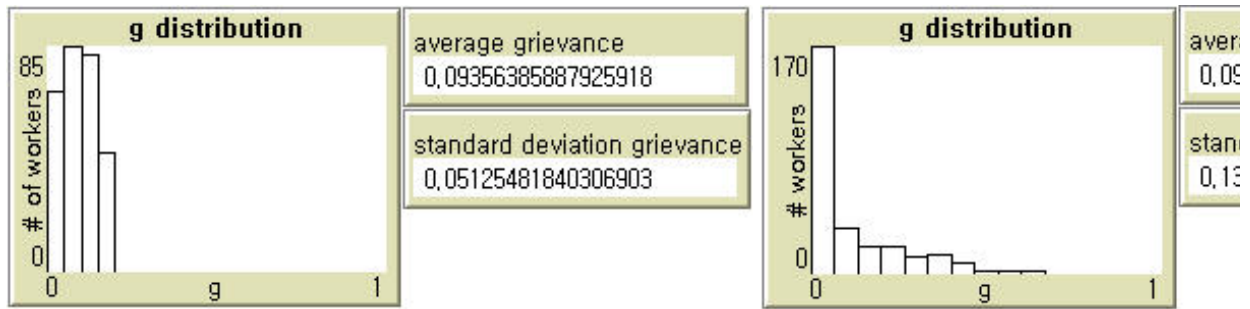 g distribution
85
# of workers
0
0
g
1
average grievance
0,09356385887925918
standard deviation grievance
0,05125481840306903
g distribution
170
# workers
0
0
g
1
avera
0,09
stand
0,13